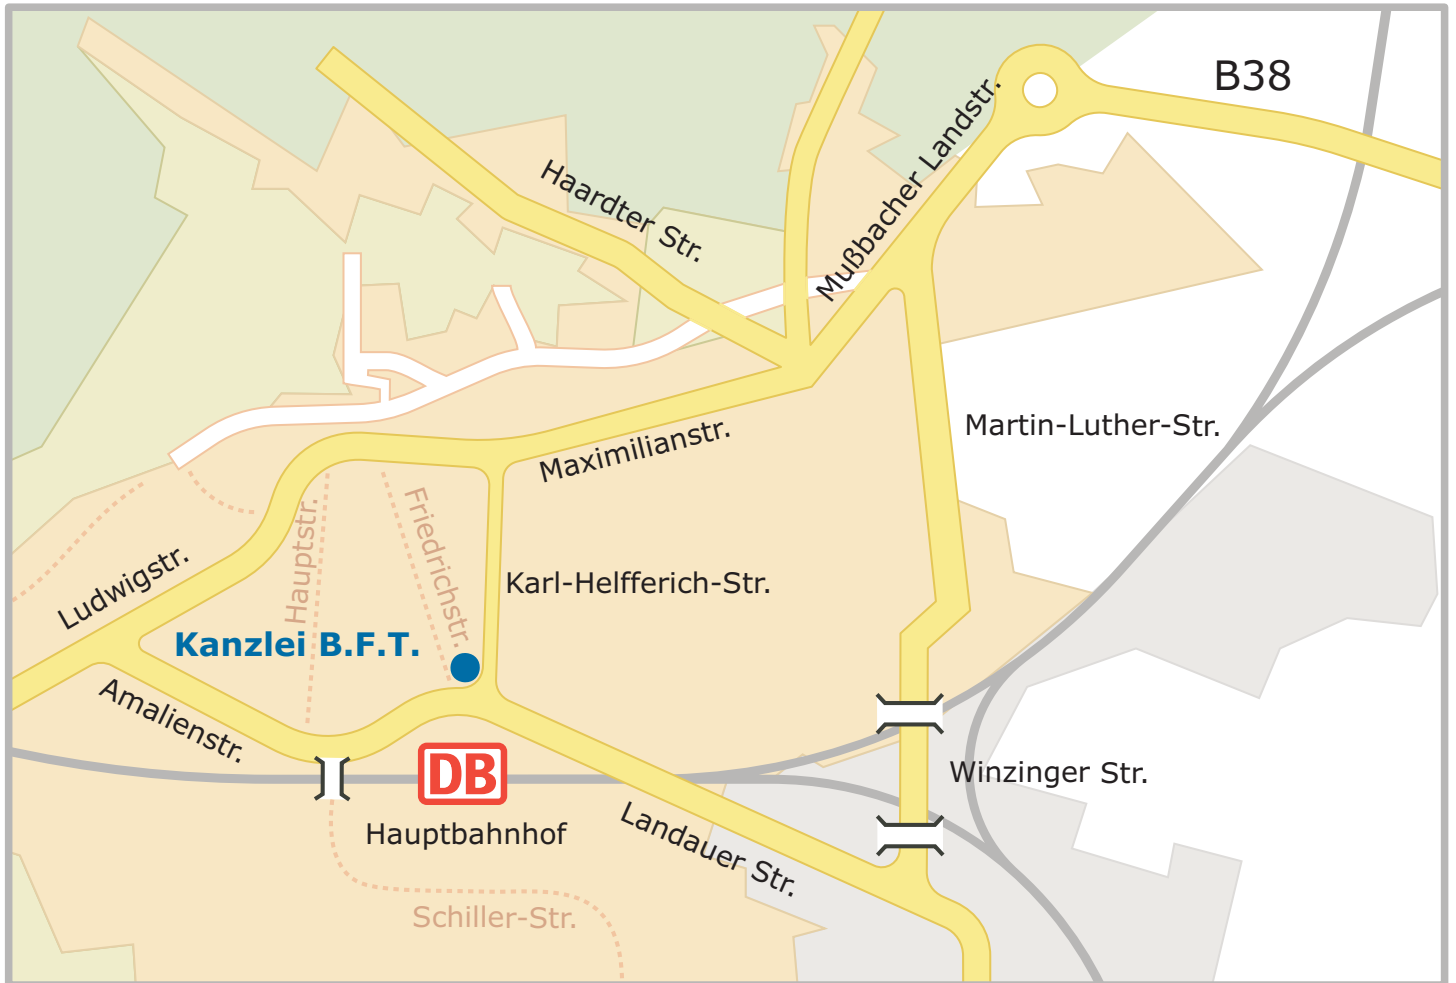 B38
Haardter Str.
Mußbacher Landstr.
Martin-Luther-Str.
Maximilianstr.
Hauptstr.
Friedrichstr.
Ludwigstr.
Karl-Helfferich-Str.
Kanzlei B.F.T.
Amalienstr.
DB
Winzinger Str.
Hauptbahnhof
Landauer Str.
Schiller-Str.